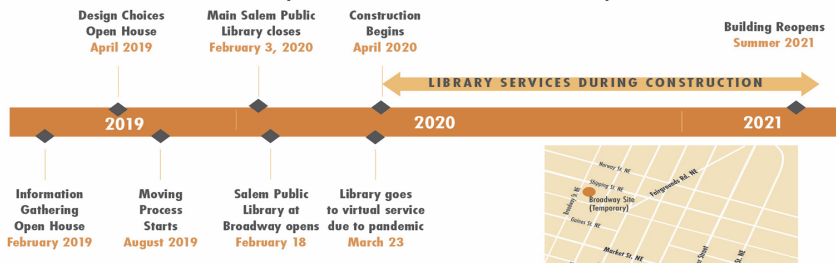 Design Choices
Open House
April 2019
Main Salem Public
Library closes
February 3, 2020
Construction
Begins
April 2020
Building Reopens
Summer 2021
LIBRARY SERVICES DURING CONSTRUCTION
2019
2020
2021
Information
Gathering
Open House
February 2019
Moving
Process
Starts
August 2019
Salem Public
Library at
Broadway opens
February 18
Library goes
to virtual service
due to pandemic
March 23
Norway St. NE
Shipping St. NE
Fairgrounds Rd. NE
Broadway St. NE
Broadway Site
(Temporary)
Gaines St. NE
Market St. NE
Street
St. NE